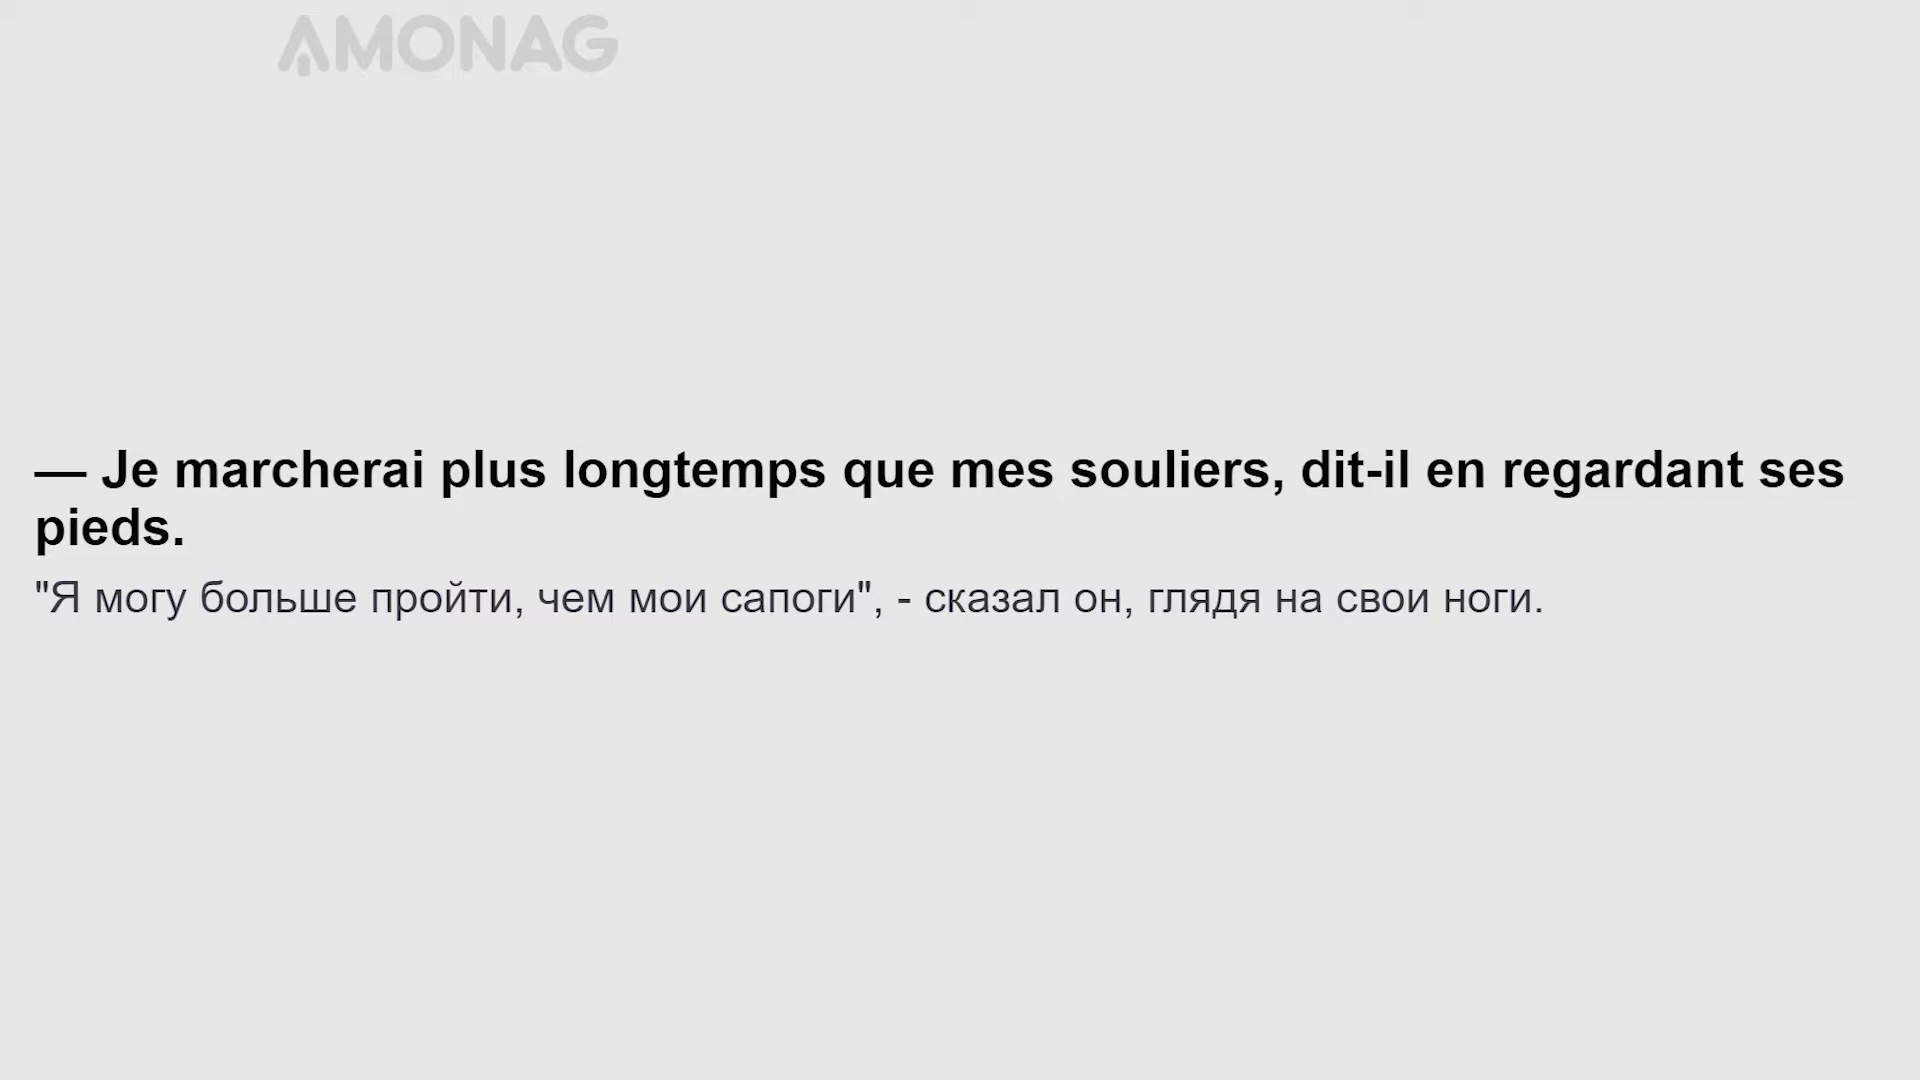 AMONAG
— Je marcherai plus longtemps que mes souliers, dit-il en regardant ses
pieds.
"Я могу больше пройти, чем мои сапоги", - сказал он, глядя на свои ноги.